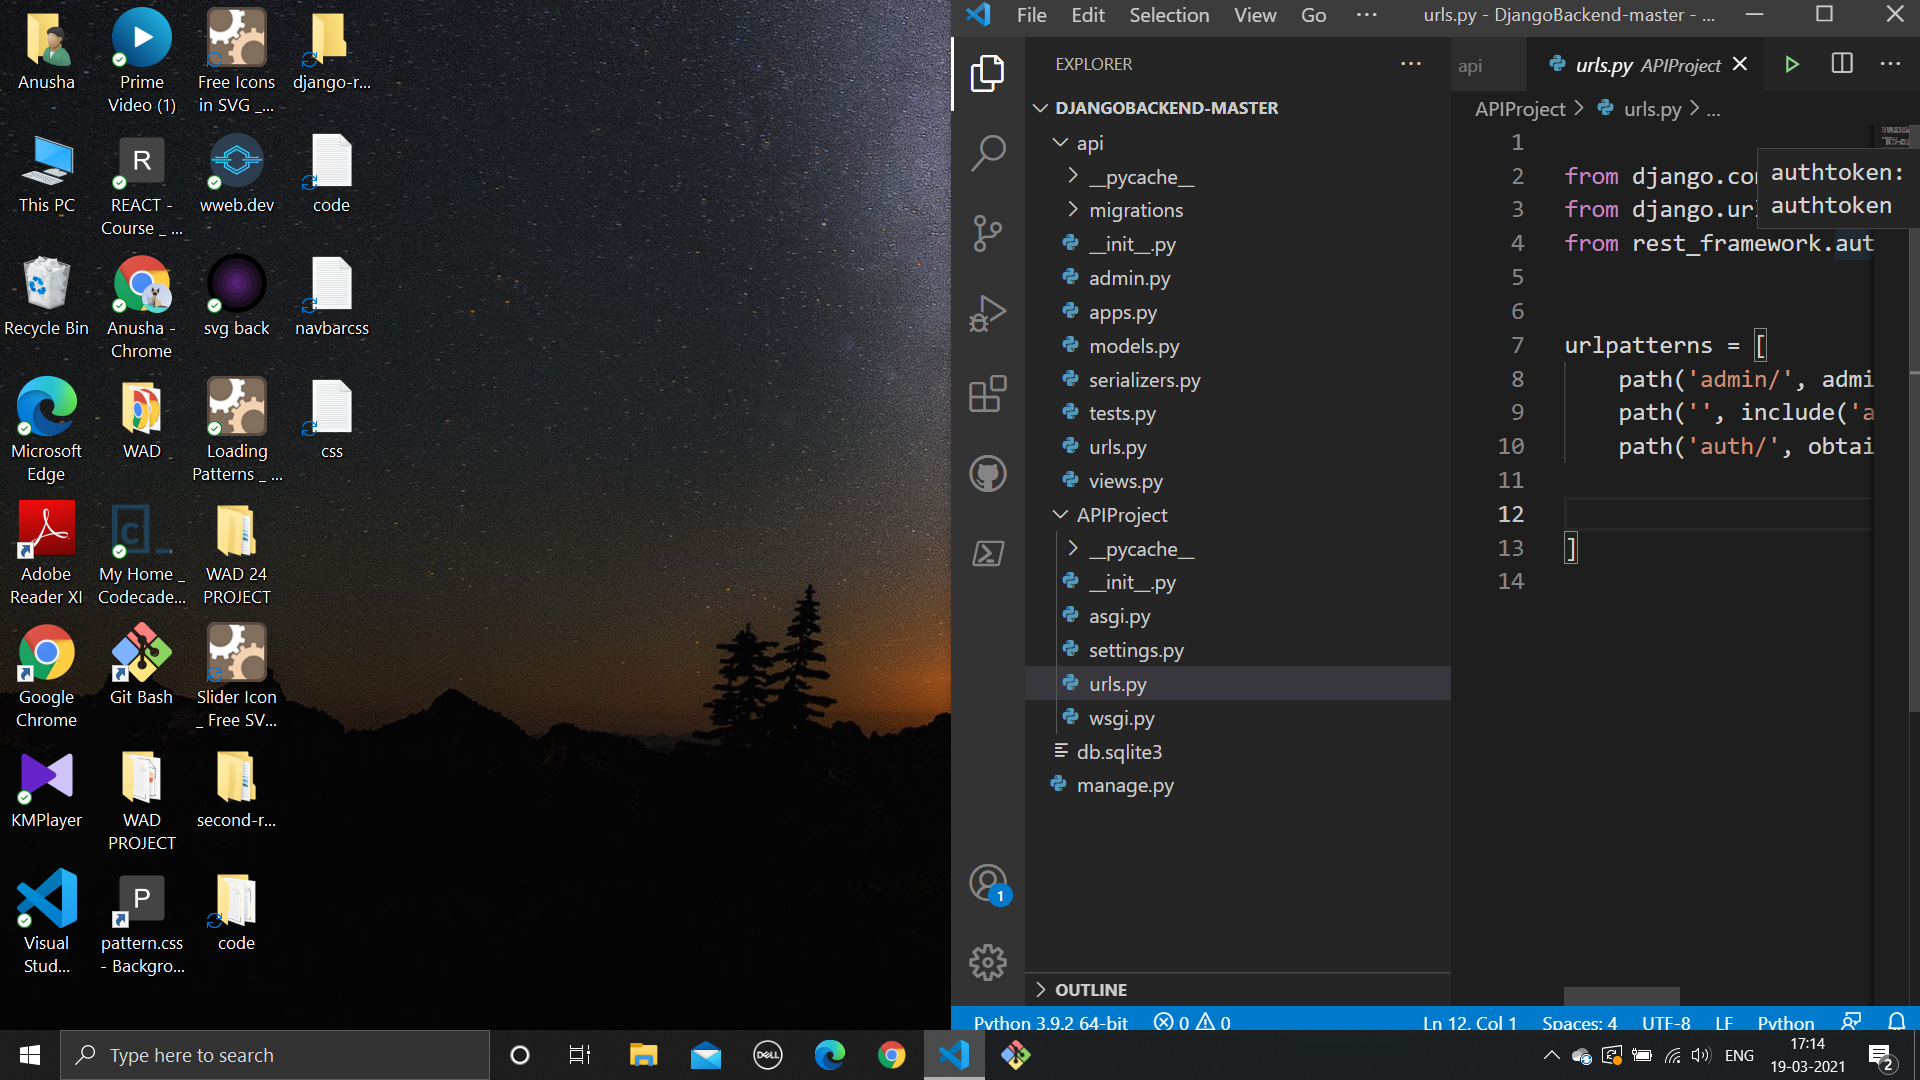 Anusha
Prime
Video (1)
Free Icons
in SVG _...
django-r...
This PC
R
REACT -
Course _ ...
wweb.dev
code
Recycle Bin
Anusha -
Chrome
svg back
navbarcss
Microsoft
Edge
WAD
Loading
Patterns _ ...
css
Adobe
Reader XI
My Home _
Codecade...
WAD 24
PROJECT
Google
Chrome
Git Bash
Slider Icon
_ Free SV...
KMPlayer
WAD
PROJECT
second-r...
Visual
Stud...
P
pattern.css
- Backgro...
code
File Edit Selection View Go ... urls.py - DjangoBackend-master - ...
EXPLORER
DJANGOBACKEND-MASTER
api
__pycache__
migrations
__init__.py
admin.py
apps.py
models.py
serializers.py
tests.py
urls.py
views.py
APIProject
__pycache__
__init__.py
asgi.py
settings.py
urls.py
wsgi.py
db.sqlite3
manage.py
OUTLINE
1
api
urls.py APIProject
APIProject > urls.py > ...
1
2 from django.con
3 from django.url
4 from rest_framework.aut
5
6
7 urlpatterns = [
8 path('admin/', admi
9 path('', include('a
10 path('auth/', obtai
11
12
13 ]
14
authtoken:
authtoken
Python 3.9.2 64-bit 0 0 Ln 12, Col 1 Spaces: 4 UTF-8 LF Python
Type here to search
DELL
ENG
17:14
19-03-2021
2